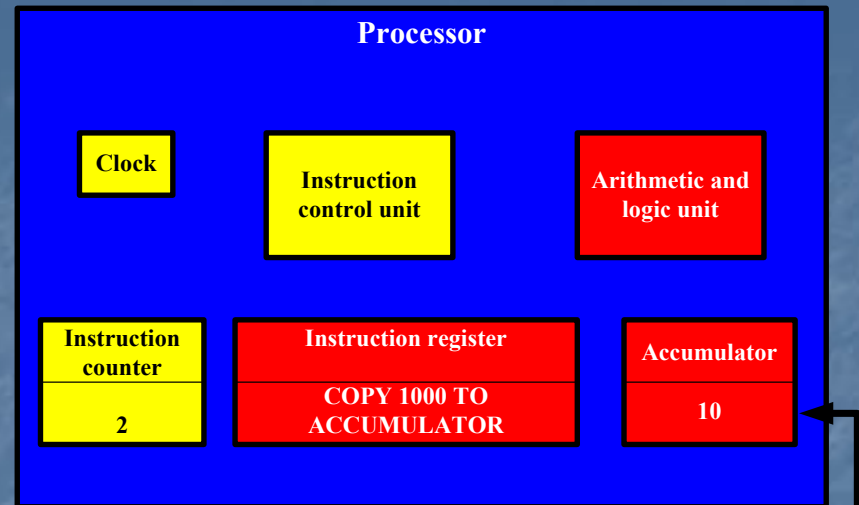 Processor
Clock
Instruction
control unit
Arithmetic and
logic unit
Instruction
counter
2
Instruction register
COPY 1000 TO
ACCUMULATOR
Accumulator
10